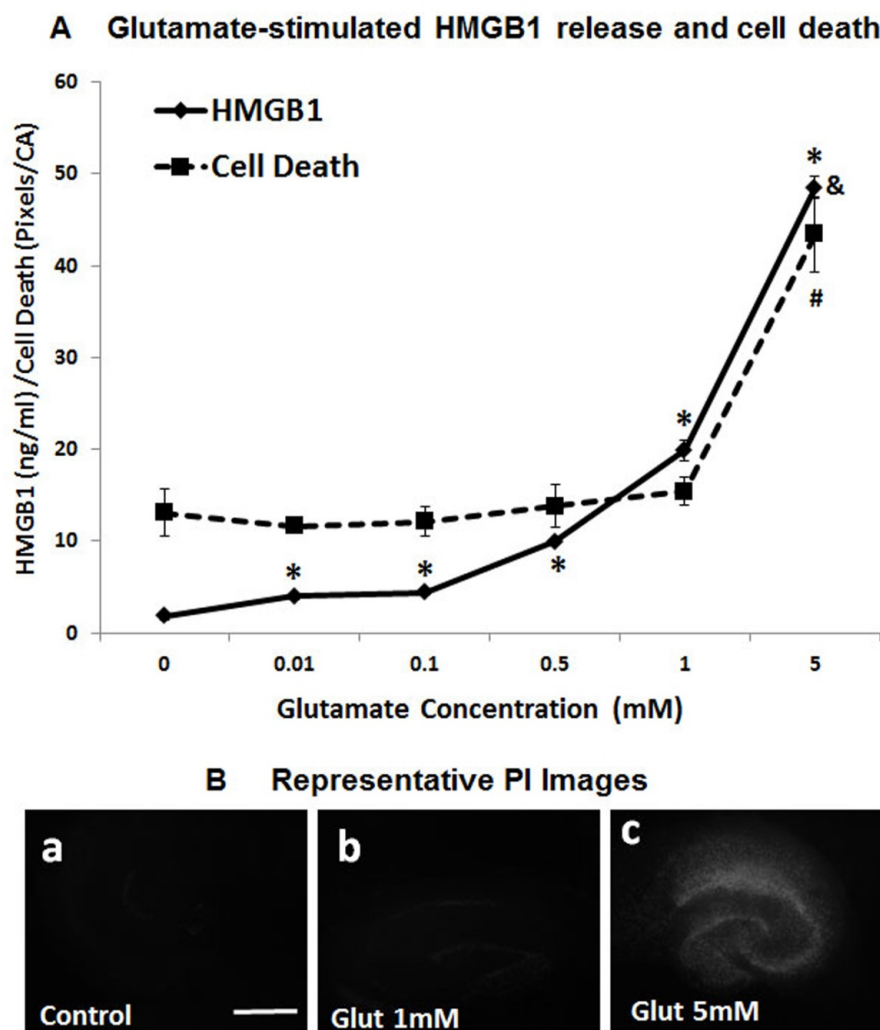 A Glutamate-stimulated HMGB1 release and cell death
HMGB1 (ng/ml) /Cell Death (Pixels/CA)
60
50
40
30
20
10
0
HMGB1
Cell Death
*
&
#
*
*
*
*
0 0.01 0.1 0.5 1 5
Glutamate Concentration (mM)
B Representative PI Images
a b c
Control Glut 1mM Glut 5mM